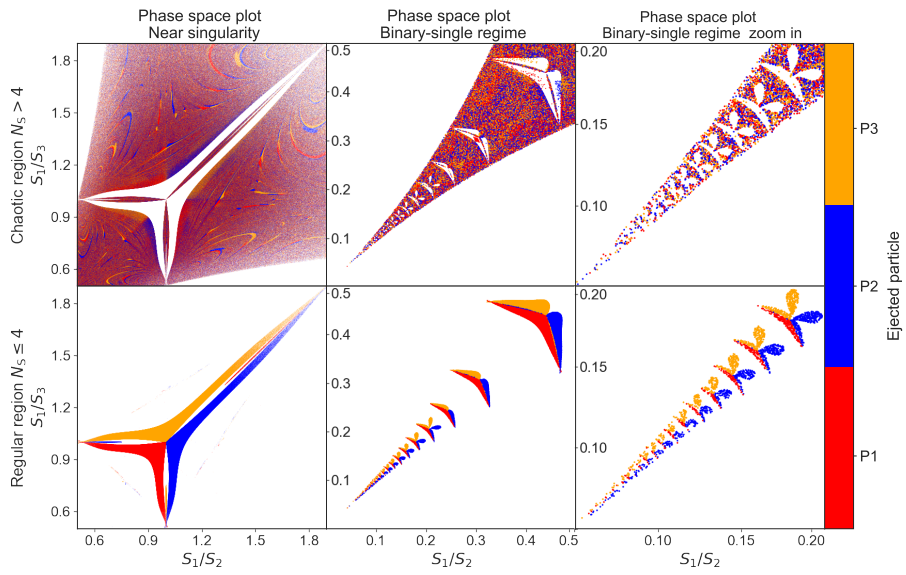 Phase space plot
Near singularity
Phase space plot
Binary-single regime
Phase space plot
Binary-single regime  zoom in
Chaotic region N_S > 4
S_1/S_3
1.8
1.5
1.2
0.9
0.6
0.5
0.4
0.3
0.2
0.1
0.20
0.15
0.10
Regular region N_S ≤ 4
S_1/S_3
1.8
1.5
1.2
0.9
0.6
0.5
0.4
0.3
0.2
0.1
0.20
0.15
0.10
0.6 0.9 1.2 1.5 1.8
S_1/S_2
0.1 0.2 0.3 0.4 0.5
S_1/S_2
0.10 0.15 0.20
S_1/S_2
P3
P2
P1
Ejected particle